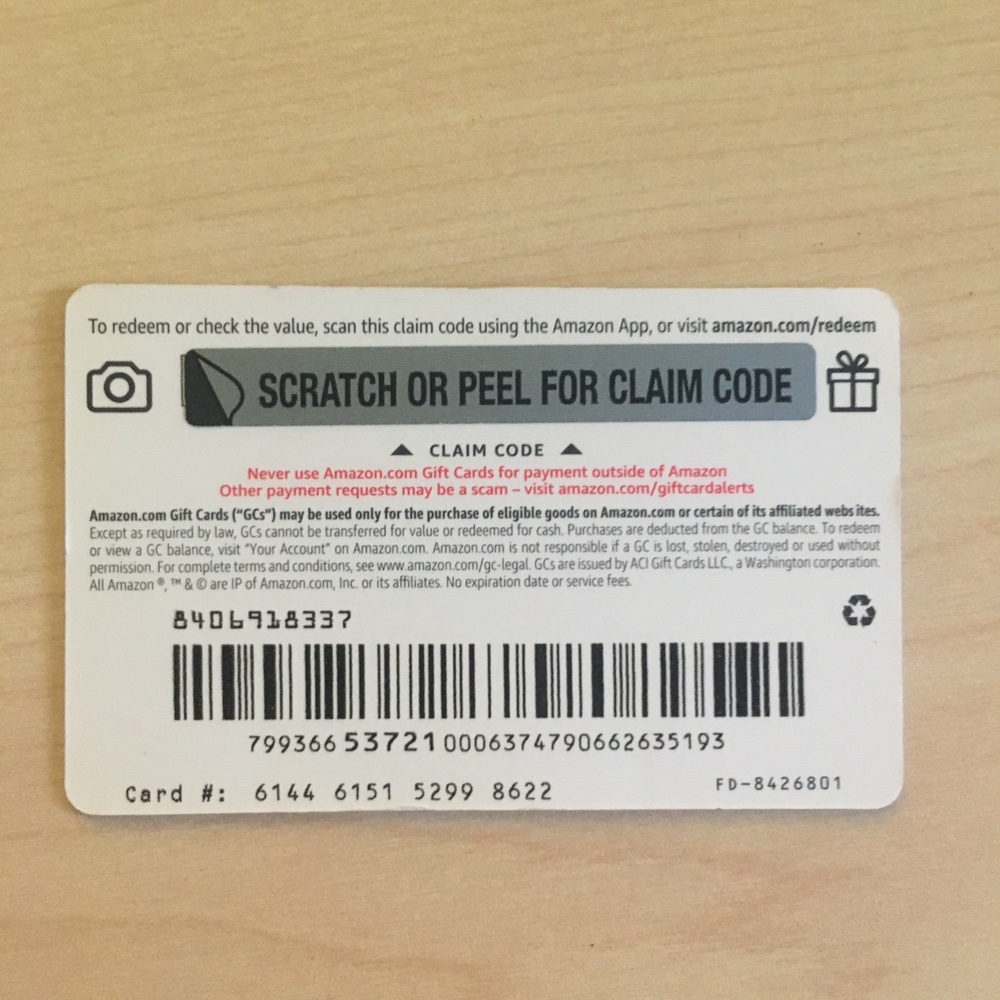 To redeem or check the value, scan this claim code using the Amazon App, or visit amazon.com/redeem
SCRATCH OR PEEL FOR CLAIM CODE
▲ CLAIM CODE ▲
Never use Amazon.com Gift Cards for payment outside of Amazon
Other payment requests may be a scam – visit amazon.com/giftcardalerts
Amazon.com Gift Cards (“GCs”) may be used only for the purchase of eligible goods on Amazon.com or certain of its affiliated web sites.
Except as required by law, GCs cannot be transferred for value or redeemed for cash. Purchases are deducted from the GC balance. To redeem
or view a GC balance, visit “Your Account” on Amazon.com. Amazon.com is not responsible if a GC is lost, stolen, destroyed or used without
permission. For complete terms and conditions, see www.amazon.com/gc-legal. GCs are issued by ACI Gift Cards LLC., a Washington corporation.
All Amazon ®, ™ & © are IP of Amazon.com, Inc. or its affiliates. No expiration date or service fees.
8406918337
799366 53721 0006374790662635193
Card #: 6144 6151 5299 8622
FD-8426801